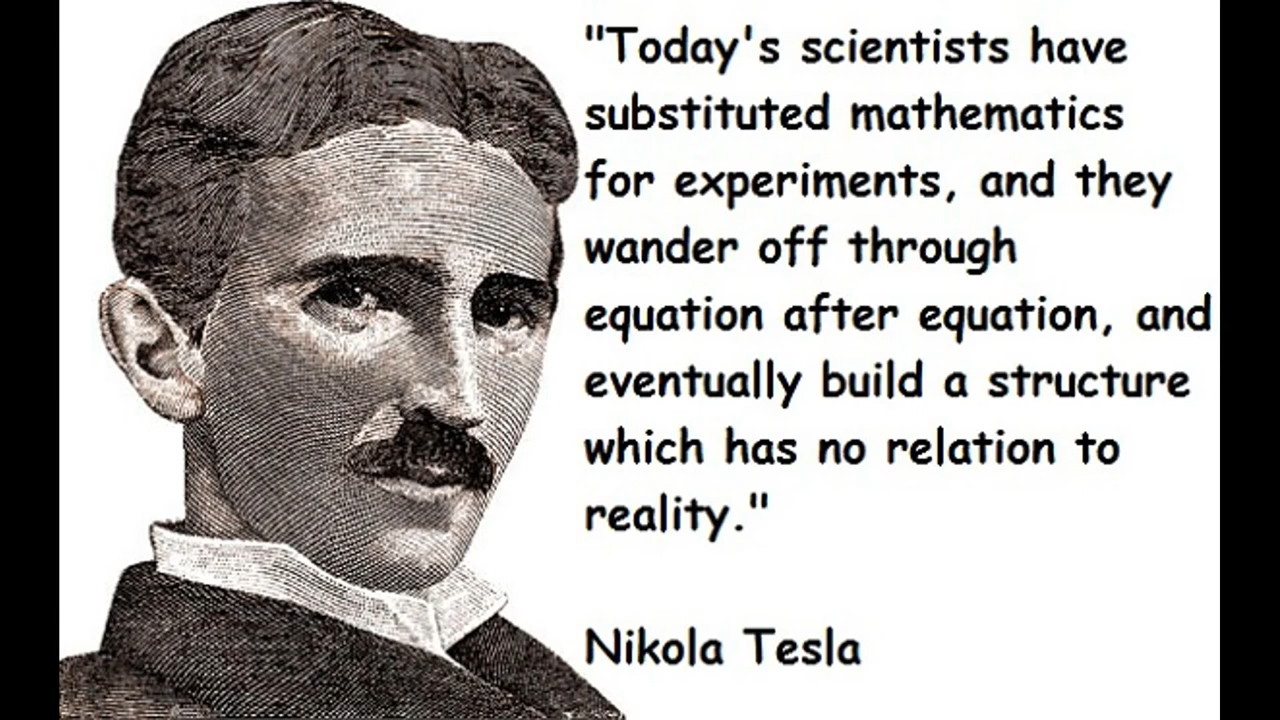 "Today's scientists have
substituted mathematics
for experiments, and they
wander off through
equation after equation, and
eventually build a structure
which has no relation to
reality."
Nikola Tesla